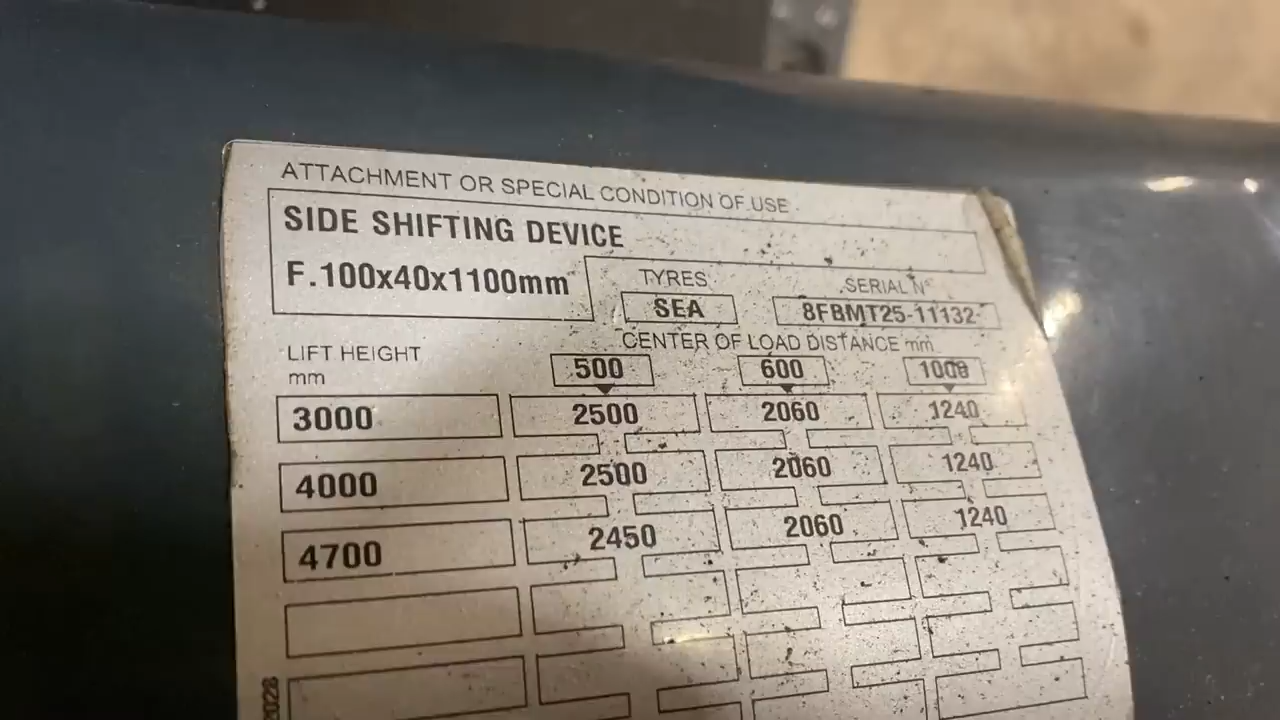 ATTACHMENT OR SPECIAL CONDITION OF USE
SIDE SHIFTING DEVICE
F.100x40x1100mm
TYRES
SERIAL N°
SEA
8FBMT25-11132
CENTER OF LOAD DISTANCE mm
LIFT HEIGHT
mm
500 600 1000
3000 2500 2060 1240
4000 2500 2060 1240
4700 2450 2060 1240